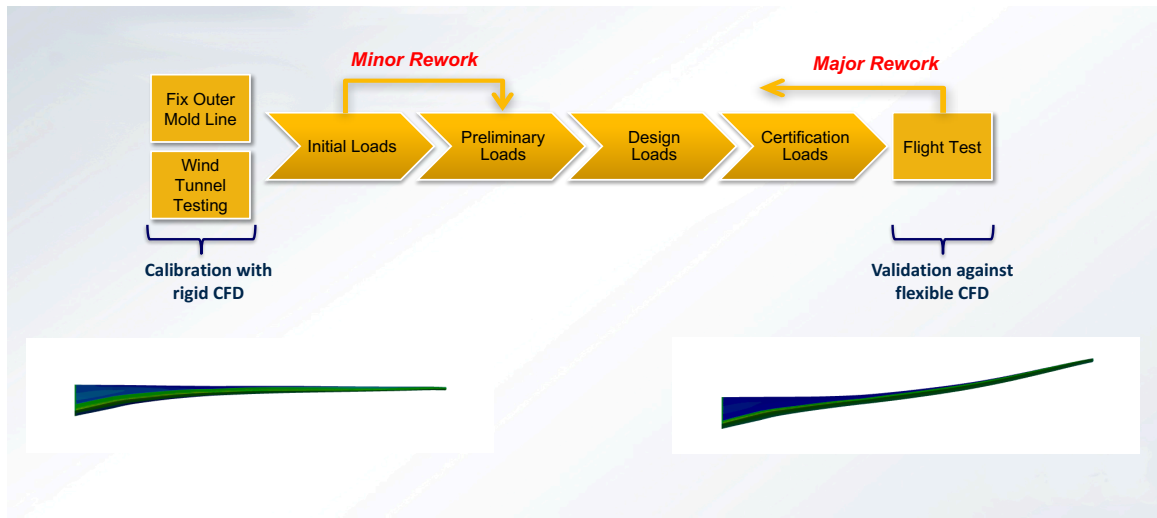 Minor Rework
Major Rework
Fix Outer
Mold Line
Wind
Tunnel
Testing
Initial Loads
Preliminary
Loads
Design
Loads
Certification
Loads
Flight Test
Calibration with
rigid CFD
Validation against
flexible CFD